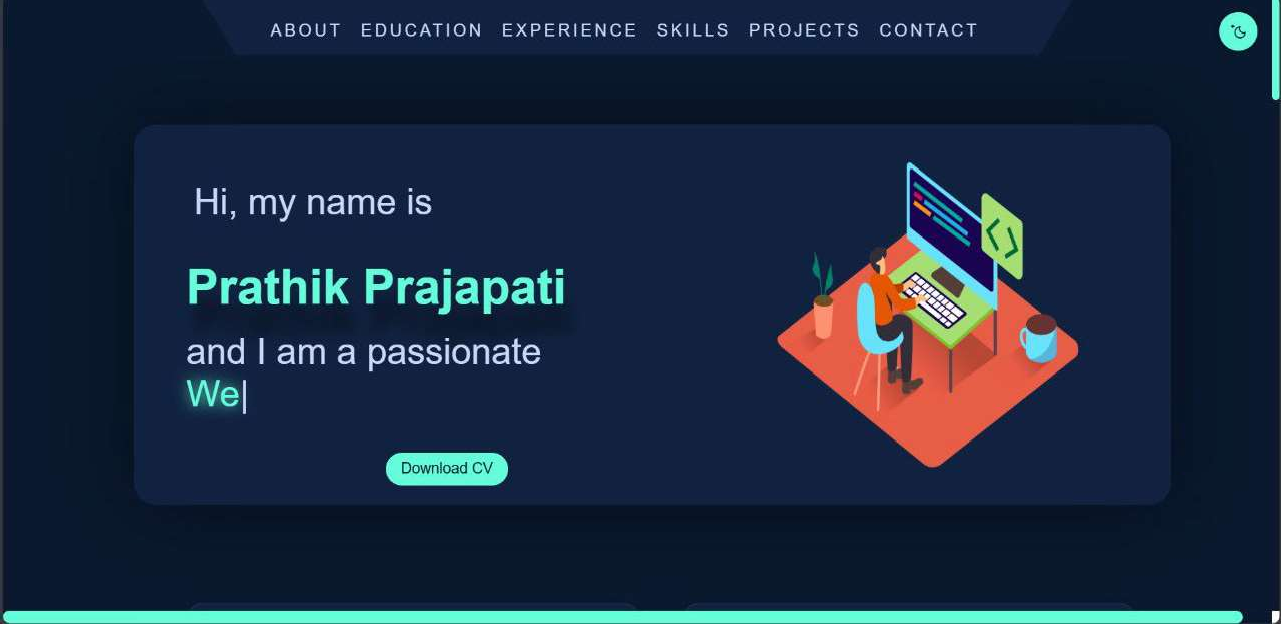 ABOUT EDUCATION EXPERIENCE SKILLS PROJECTS CONTACT
Hi, my name is
Prathik Prajapati
and I am a passionate
We|
Download CV